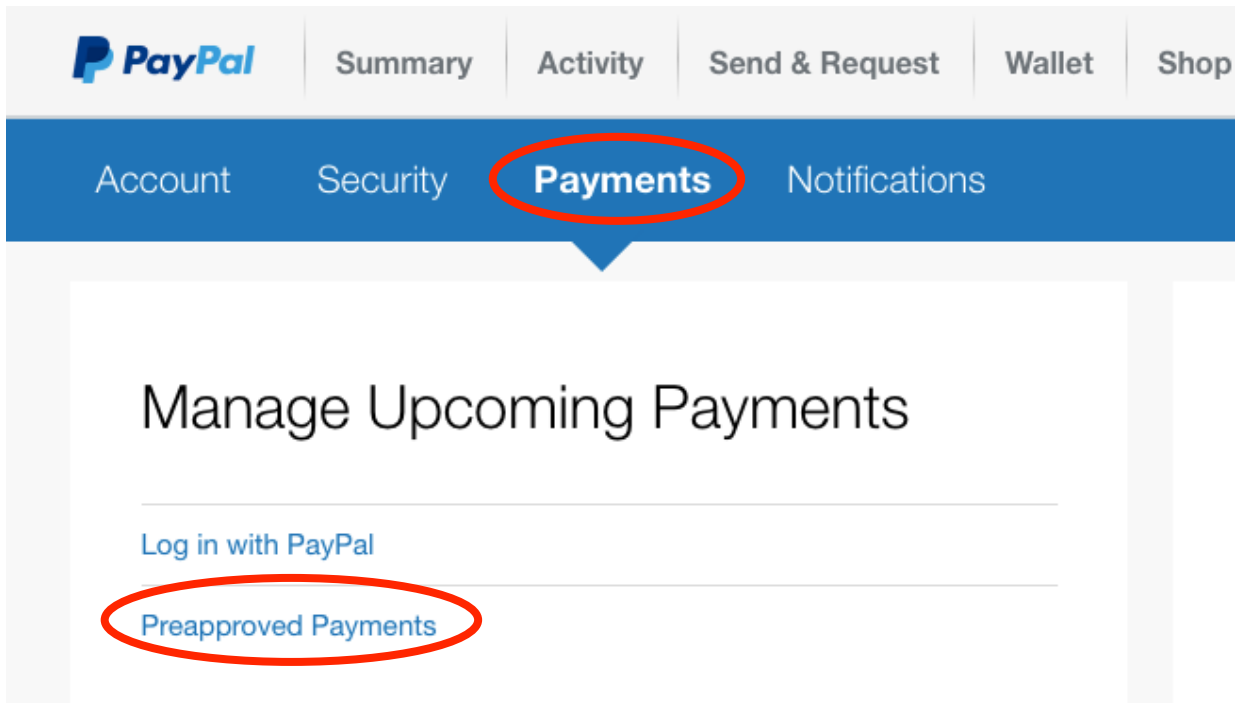 PayPal Summary Activity Send & Request Wallet Shop
Account Security Payments Notifications
Manage Upcoming Payments
Log in with PayPal
Preapproved Payments